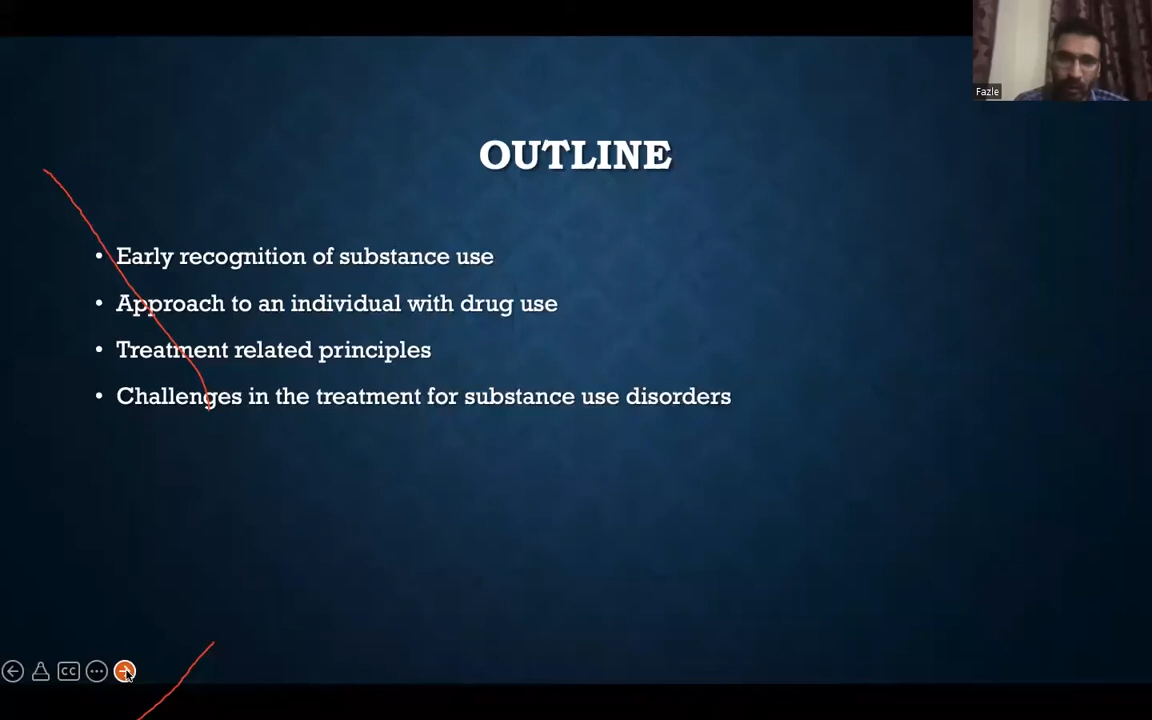 Fazle
OUTLINE
• Early recognition of substance use
• Approach to an individual with drug use
• Treatment related principles
• Challenges in the treatment for substance use disorders
CC